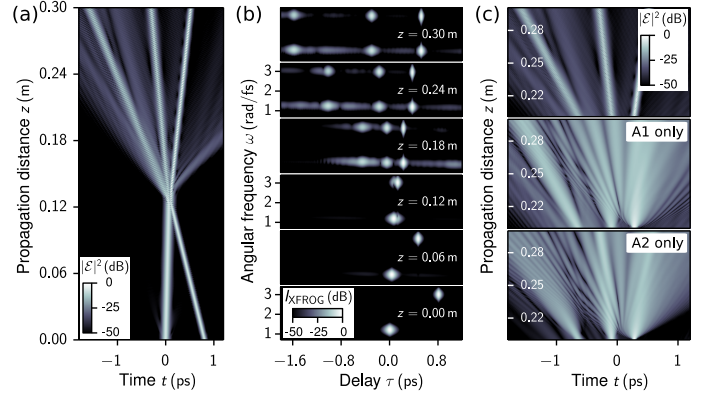 (a)
0.30
0.24
0.18
0.12
0.06
0.00
Propagation distance z (m)
|ℰ|² (dB)
0
-25
-50
−1
0
1
Time t (ps)
(b)
z = 0.30 m
3
2
1
z = 0.24 m
z = 0.18 m
3
2
1
z = 0.12 m
z = 0.06 m
3
2
1
z = 0.00 m
Angular frequency ω (rad/fs)
I_XFROG (dB)
-50
0
−1.6
−0.8
0.0
0.8
Delay τ (ps)
(c)
|ℰ|² (dB)
0
-25
-50
0.28
0.25
0.22
A1 only
0.28
0.25
0.22
A2 only
0.28
0.25
0.22
Propagation distance z (m)
−1
0
1
Time t (ps)